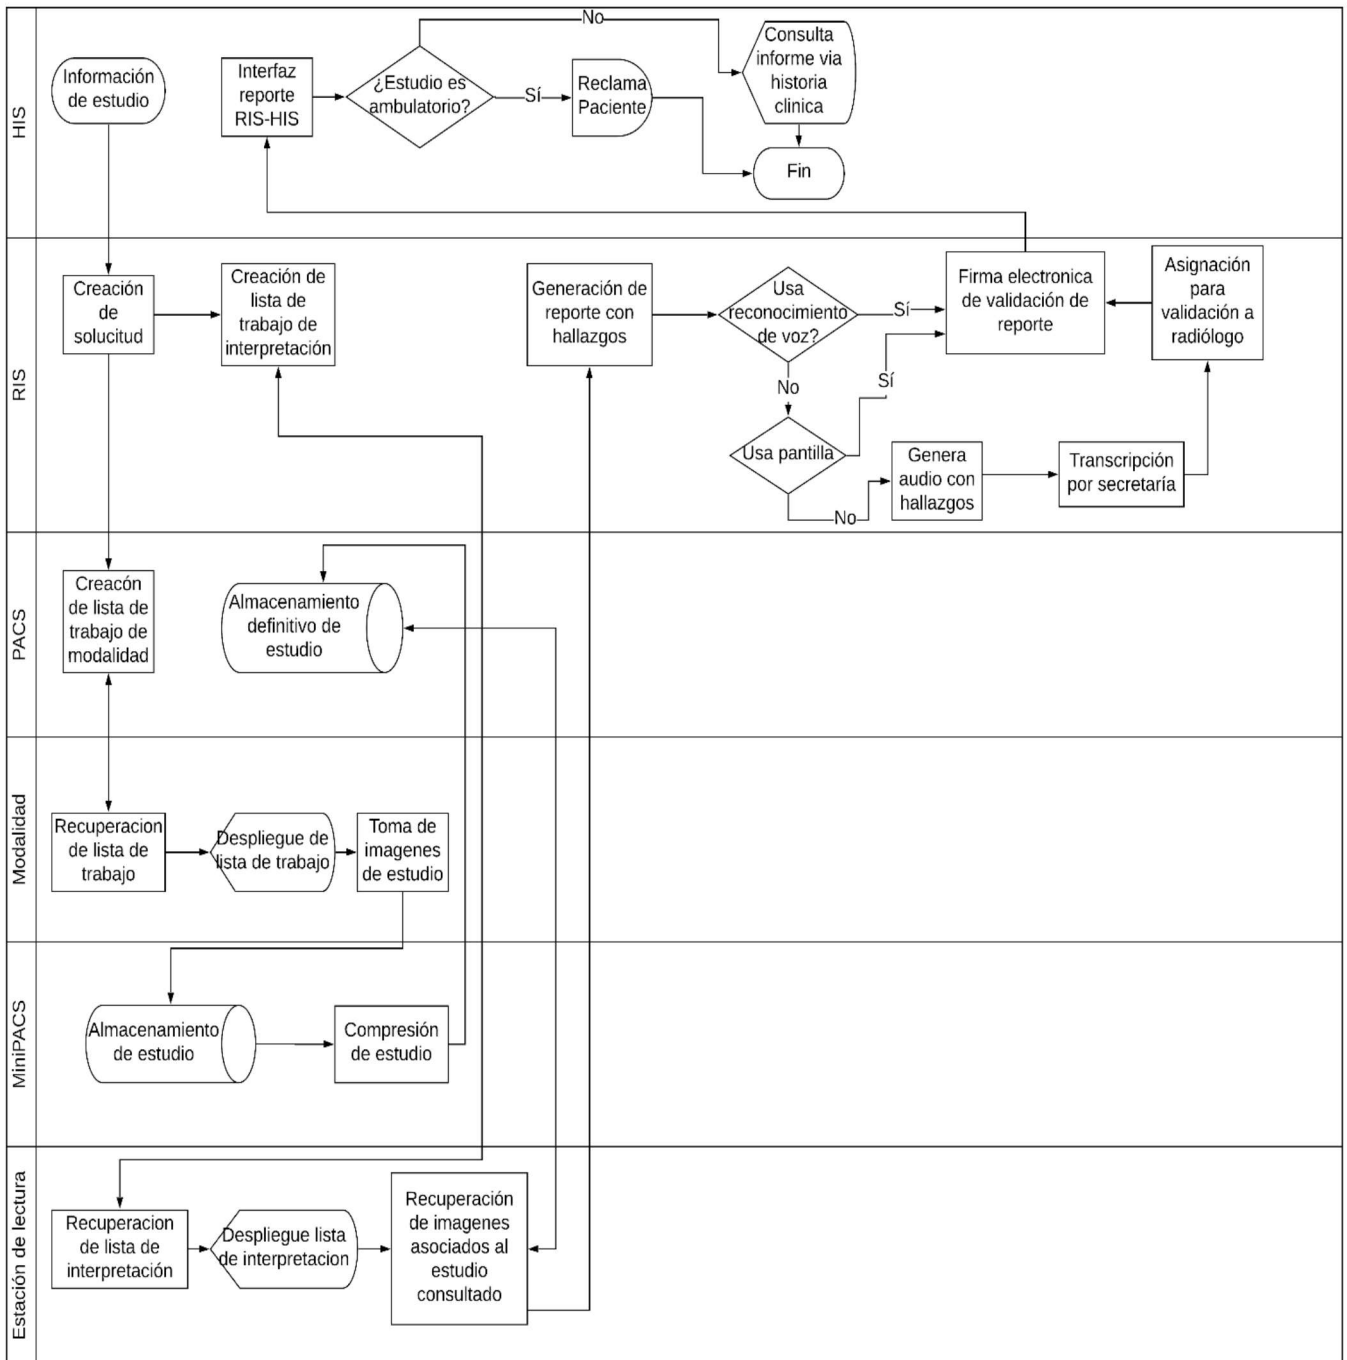 HIS
Información
de estudio
Interfaz
reporte
RIS-HIS
¿Estudio es
ambulatorio?
No
Sí
Reclama
Paciente
Consulta
informe via
historia
clinica
Fin
RIS
Creación
de
solucitud
Creación de
lista de
trabajo de
interpretación
Generación de
reporte con
hallazgos
Usa
reconocimiento
de voz?
Sí
No
Usa pantilla
Sí
No
Genera
audio con
hallazgos
Transcripción
por secretaría
Asignación
para
validación a
radiólogo
Firma electronica
de validación de
reporte
PACS
Creacón
de lista de
trabajo de
modalidad
Almacenamiento
definitivo de
estudio
Modalidad
Recuperacion
de lista de
trabajo
Despliegue de
lista de trabajo
Toma de
imagenes
de estudio
MiniPACS
Almacenamiento
de estudio
Compresión
de estudio
Estación de lectura
Recuperacion
de lista de
interpretación
Despliegue lista
de interpretacion
Recuperación
de imagenes
asociados al
estudio
consultado